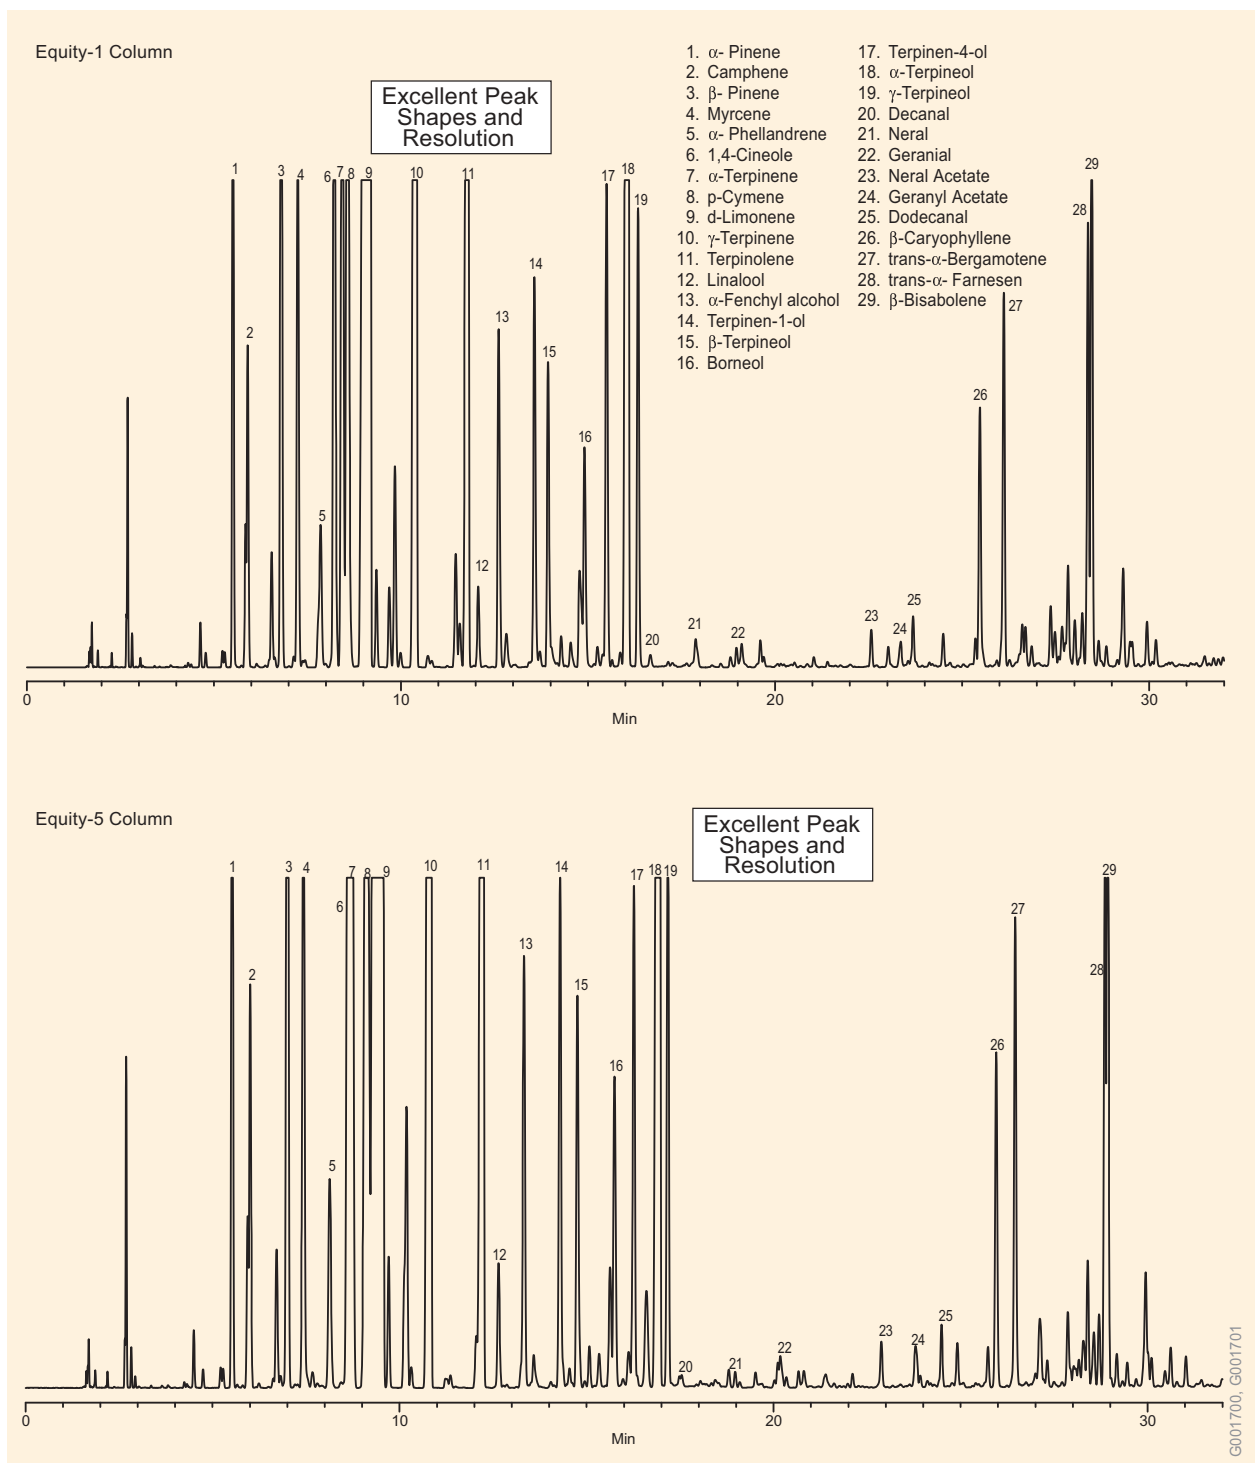 Equity-1 Column
Excellent Peak
Shapes and
Resolution
1. α- Pinene
2. Camphene
3. β- Pinene
4. Myrcene
5. α- Phellandrene
6. 1,4-Cineole
7. α-Terpinene
8. p-Cymene
9. d-Limonene
10. γ-Terpinene
11. Terpinolene
12. Linalool
13. α-Fenchyl alcohol
14. Terpinen-1-ol
15. β-Terpineol
16. Borneol
17. Terpinen-4-ol
18. α-Terpineol
19. γ-Terpineol
20. Decanal
21. Neral
22. Geranial
23. Neral Acetate
24. Geranyl Acetate
25. Dodecanal
26. β-Caryophyllene
27. trans-α-Bergamotene
28. trans-α- Farnesen
29. β-Bisabolene
1
2
3
4
5
6
7
8
9
10
11
12
13
14
15
16
17
18
19
20
21
22
23
24
25
26
27
28
29
0 10 20 30
Min
Equity-5 Column
Excellent Peak
Shapes and
Resolution
1
2
3
4
5
6
7
8
9
10
11
12
13
14
15
16
17
18
19
20
21
22
23
24
25
26
27
28
29
0 10 20 30
Min
G001700, G001701